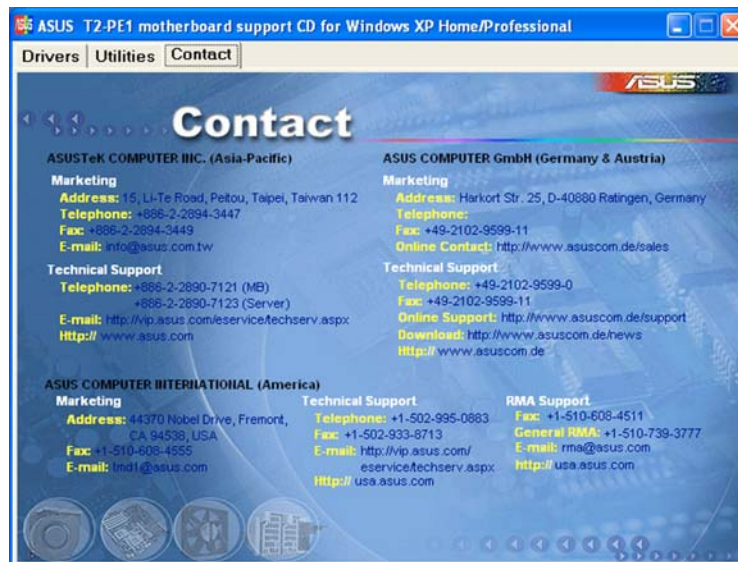 ASUS T2-PE1 motherboard support CD for Windows XP Home/Professional
Drivers Utilities Contact
ASUS
Contact
ASUSTeK COMPUTER INC. (Asia-Pacific)
Marketing
Address: 15, Li-Te Road, Peitou, Taipei, Taiwan 112
Telephone: +886-2-2894-3447
Fax: +886-2-2894-3449
E-mail: info@asus.com.tw
Technical Support
Telephone: +886-2-2890-7121 (MB)
+886-2-2890-7123 (Server)
E-mail: http://vip.asus.com/eservice/techserv.aspx
Http:// www.asus.com
ASUS COMPUTER GmbH (Germany & Austria)
Marketing
Address: Harkort Str. 25, D-40880 Ratingen, Germany
Telephone:
Fax: +49-2102-9599-11
Online Contact: http://www.asuscom.de/sales
Technical Support
Telephone: +49-2102-9599-0
Fax: +49-2102-9599-11
Online Support: http://www.asuscom.de/support
Download: http://www.asuscom.de/news
Http:// www.asuscom.de
ASUS COMPUTER INTERNATIONAL (America)
Marketing
Address: 44370 Nobel Drive, Fremont,
CA 94538, USA
Fax: +1-510-608-4555
E-mail: tmd1@asus.com
Technical Support
Telephone: +1-502-995-0883
Fax: +1-502-933-8713
E-mail: http://vip.asus.com/
eservice/techserv.aspx
Http:// usa.asus.com
RMA Support
Fax: +1-510-608-4511
General RMA: +1-510-739-3777
E-mail: rma@asus.com
http:// usa.asus.com